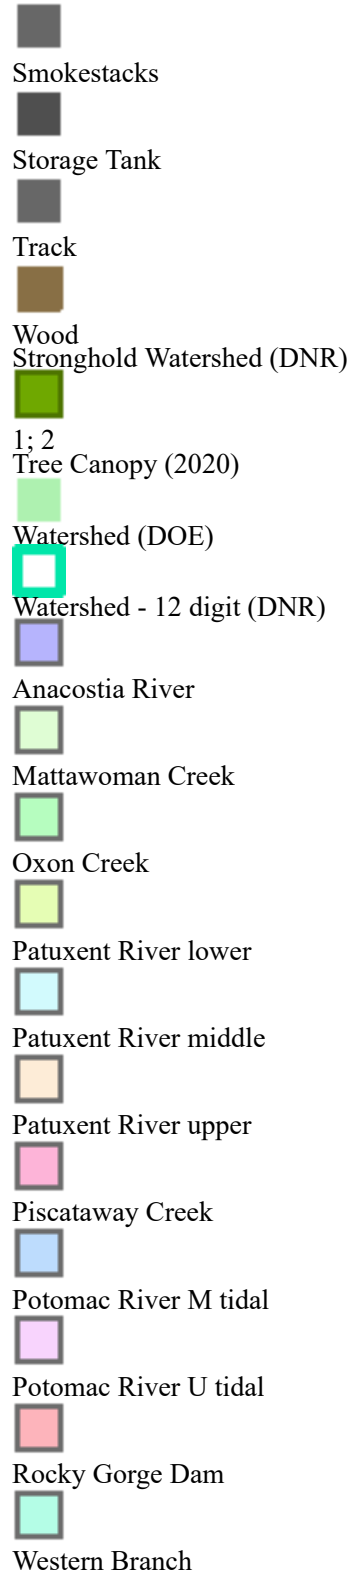 Smokestacks
Storage Tank
Track
Wood
Stronghold Watershed (DNR)
1; 2
Tree Canopy (2020)
Watershed (DOE)
Watershed - 12 digit (DNR)
Anacostia River
Mattawoman Creek
Oxon Creek
Patuxent River lower
Patuxent River middle
Patuxent River upper
Piscataway Creek
Potomac River M tidal
Potomac River U tidal
Rocky Gorge Dam
Western Branch